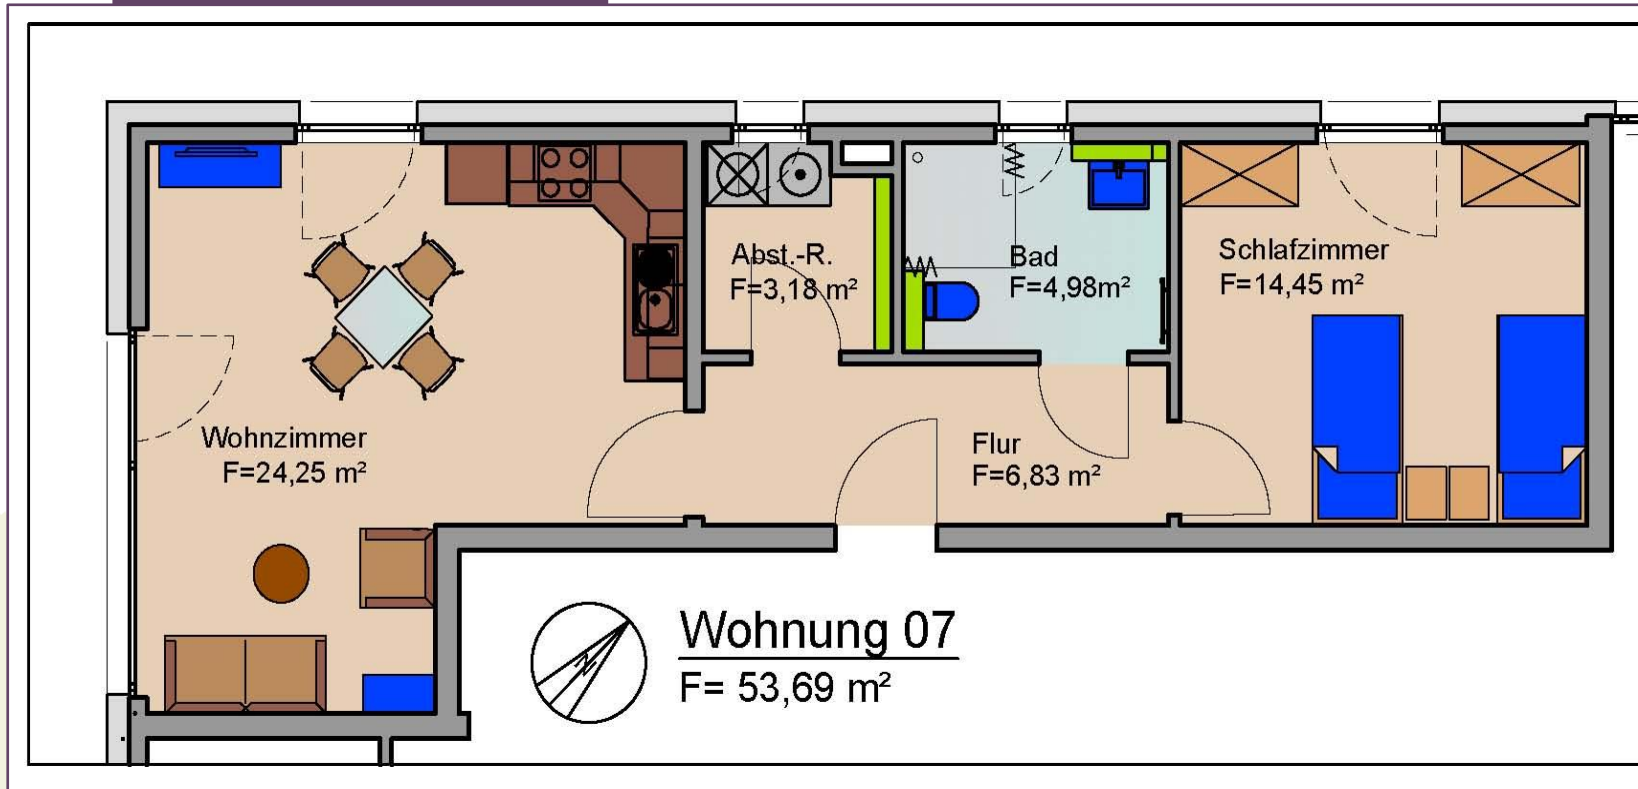 Abst.-R.
F=3,18 m²
Bad
F=4,98m²
Schlafzimmer
F=14,45 m²
Wohnzimmer
F=24,25 m²
Flur
F=6,83 m²
N
Wohnung 07
F= 53,69 m²